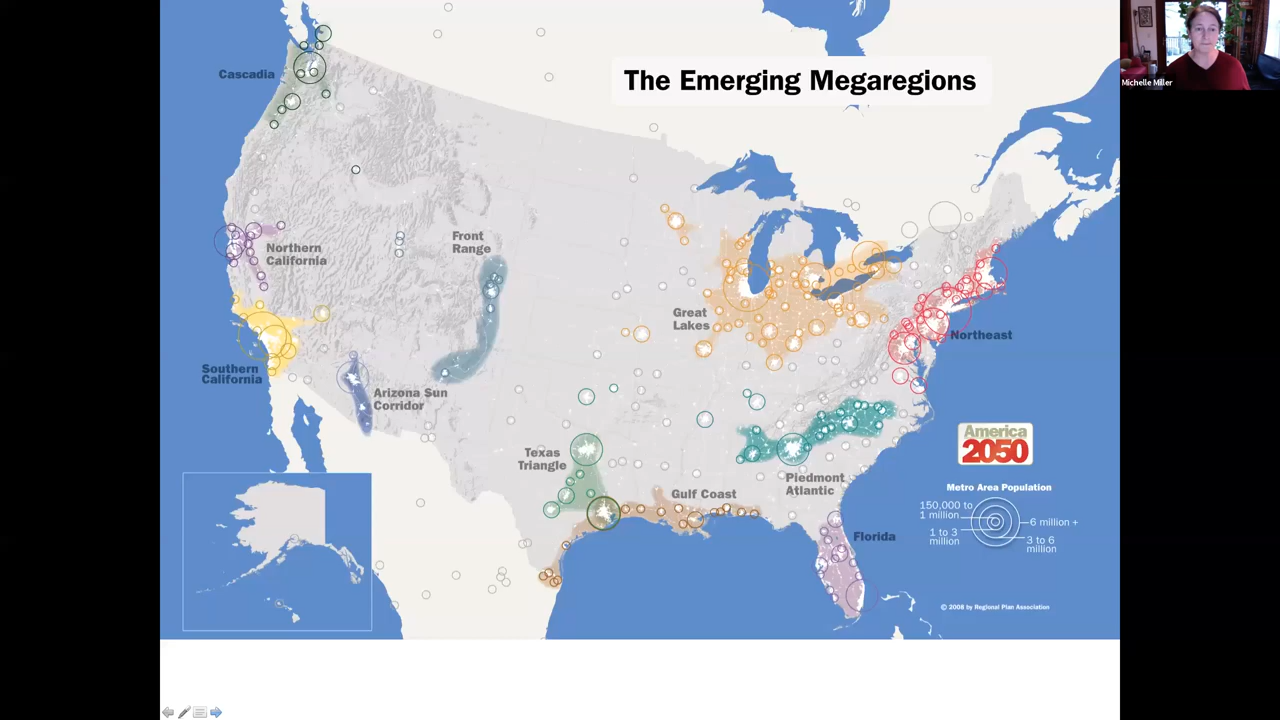 The Emerging Megaregions
Michelle Miller
Cascadia
Northern
California
Front
Range
Great
Lakes
Northeast
Southern
California
Arizona Sun
Corridor
Texas
Triangle
Gulf Coast
Piedmont
Atlantic
Florida
America
2050
Metro Area Population
150,000 to
1 million
1 to 3
million
6 million +
3 to 6
million
© 2008 by Regional Plan Association